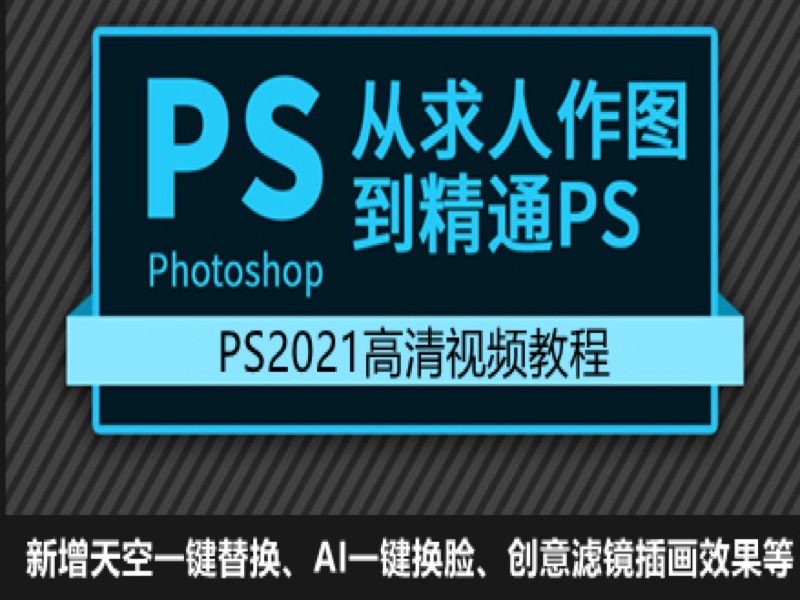 PS
Photoshop
从求人作图
到精通PS
PS2021高清视频教程
新增天空一键替换、AI一键换脸、创意滤镜插画效果等